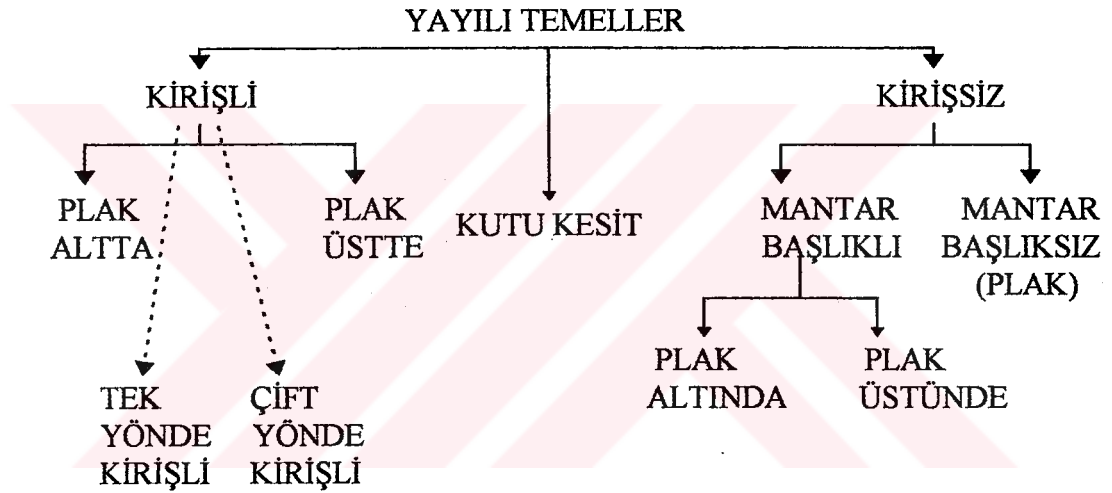 YAYILI TEMELLER
KİRİŞLİ
KİRİŞSİZ
PLAK
ALTTA
PLAK
ÜSTTE
KUTU KESİT
MANTAR
BAŞLIKLI
MANTAR
BAŞLIKSIZ
(PLAK)
PLAK
ALTINDA
PLAK
ÜSTÜNDE
TEK
YÖNDE
KİRİŞLİ
ÇİFT
YÖNDE
KİRİŞLİ